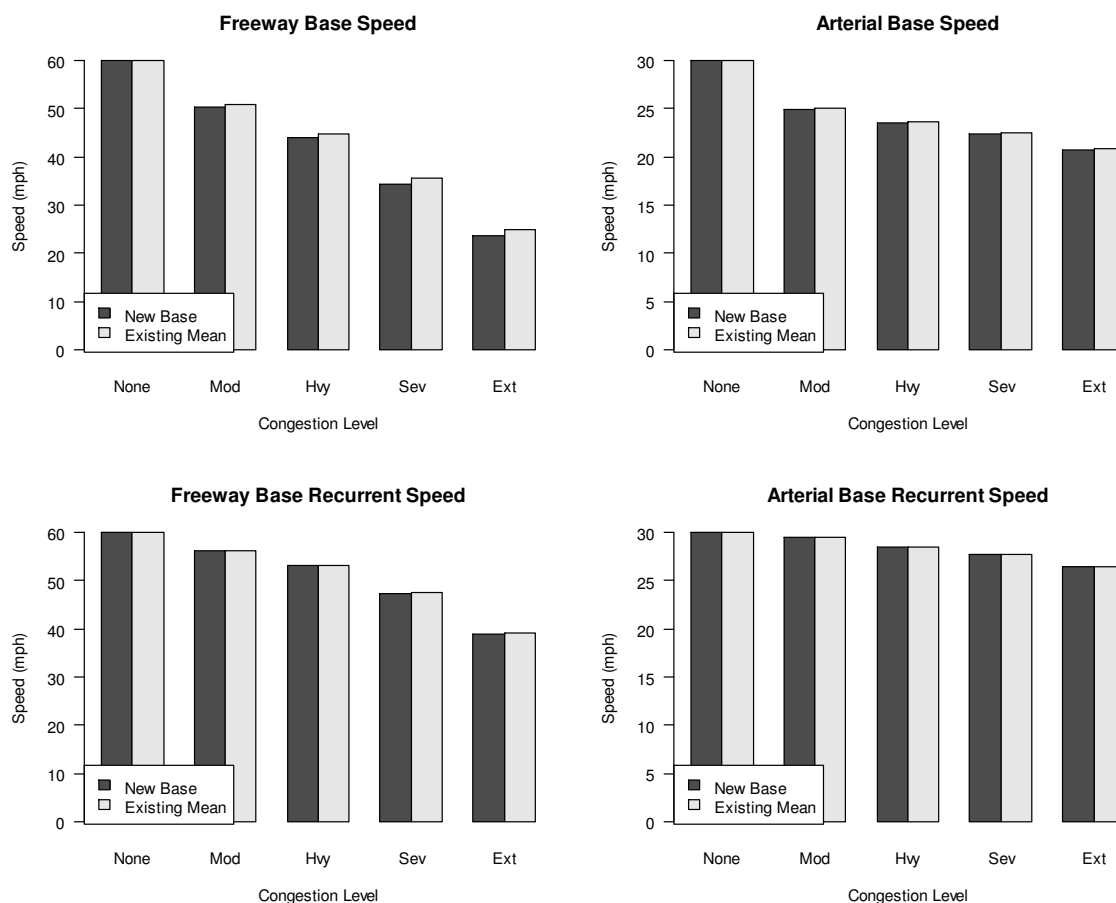 Freeway Base Speed
Speed (mph)
60
50
40
30
20
10
0
New Base
Existing Mean
None Mod Hvy Sev Ext
Congestion Level
Arterial Base Speed
Speed (mph)
30
25
20
15
10
5
0
New Base
Existing Mean
None Mod Hvy Sev Ext
Congestion Level
Freeway Base Recurrent Speed
Speed (mph)
60
50
40
30
20
10
0
New Base
Existing Mean
None Mod Hvy Sev Ext
Congestion Level
Arterial Base Recurrent Speed
Speed (mph)
30
25
20
15
10
5
0
New Base
Existing Mean
None Mod Hvy Sev Ext
Congestion Level